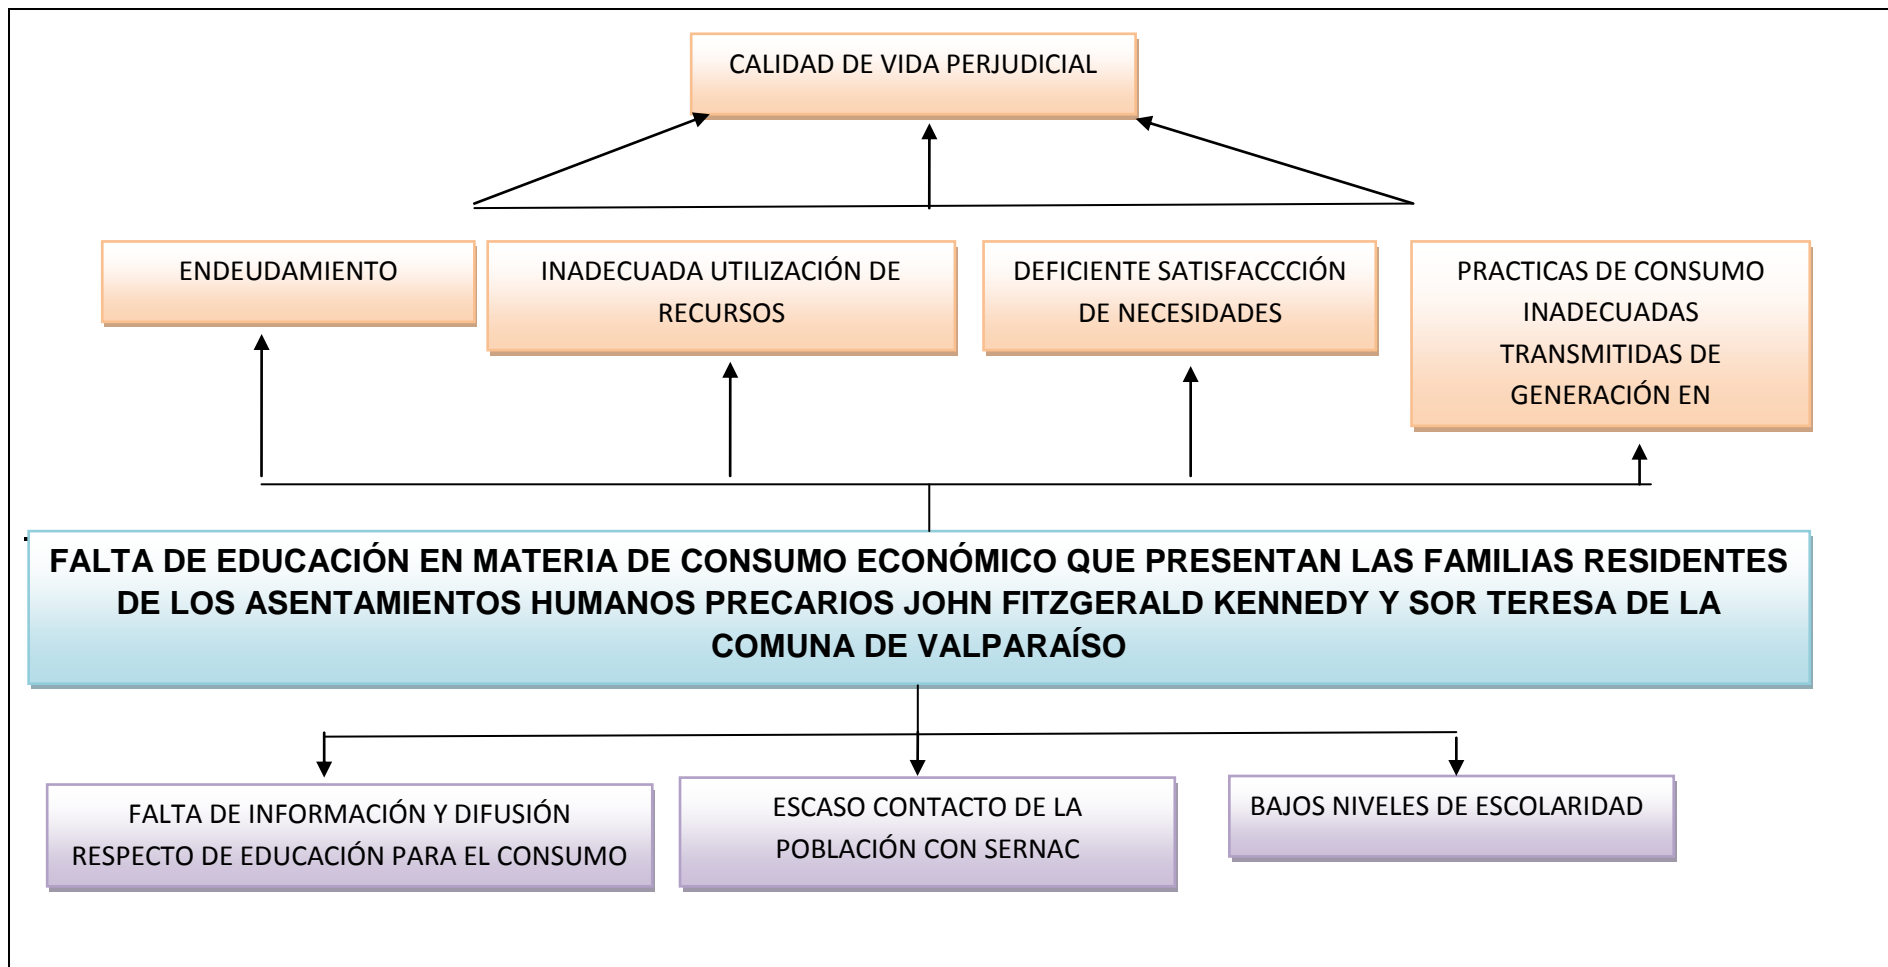 CALIDAD DE VIDA PERJUDICIAL
ENDEUDAMIENTO
INADECUADA UTILIZACIÓN DE
RECURSOS
DEFICIENTE SATISFACCCIÓN
DE NECESIDADES
PRACTICAS DE CONSUMO
INADECUADAS
TRANSMITIDAS DE
GENERACIÓN EN
FALTA DE EDUCACIÓN EN MATERIA DE CONSUMO ECONÓMICO QUE PRESENTAN LAS FAMILIAS RESIDENTES
DE LOS ASENTAMIENTOS HUMANOS PRECARIOS JOHN FITZGERALD KENNEDY Y SOR TERESA DE LA
COMUNA DE VALPARAÍSO
FALTA DE INFORMACIÓN Y DIFUSIÓN
RESPECTO DE EDUCACIÓN PARA EL CONSUMO
ESCASO CONTACTO DE LA
POBLACIÓN CON SERNAC
BAJOS NIVELES DE ESCOLARIDAD